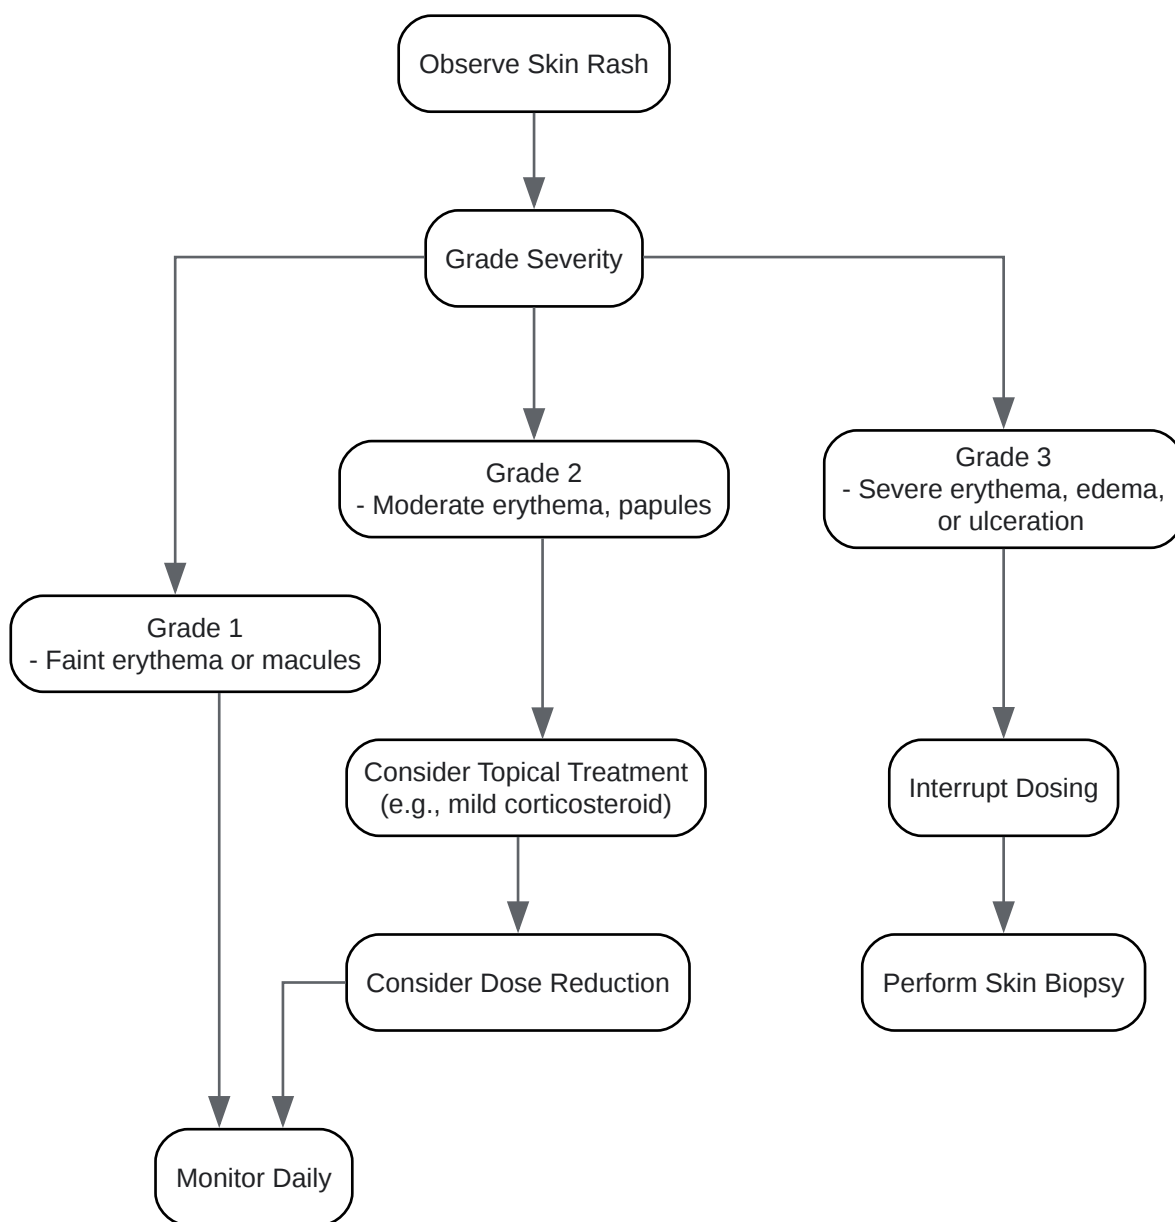 Observe Skin Rash
Grade Severity
Grade 2
- Moderate erythema, papules
Grade 3
- Severe erythema, edema,
or ulceration
Grade 1
- Faint erythema or macules
Consider Topical Treatment
(e.g., mild corticosteroid)
Interrupt Dosing
Consider Dose Reduction
Perform Skin Biopsy
Monitor Daily